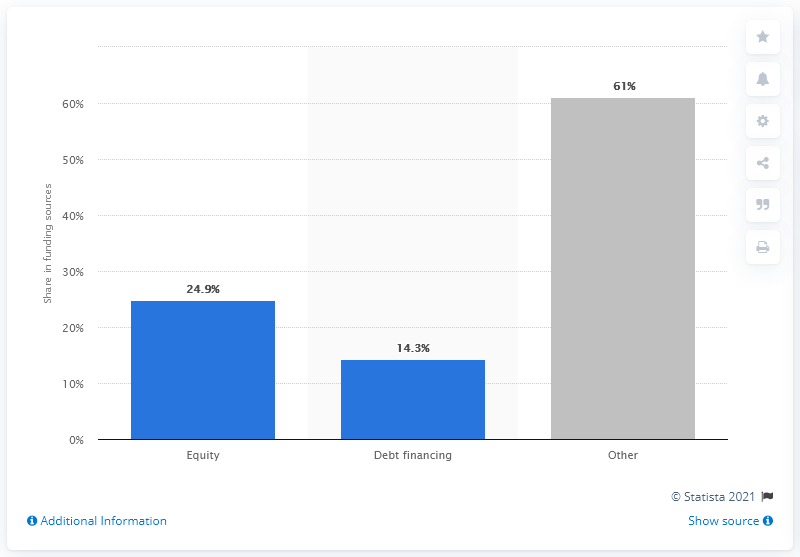 61%
60%
50%
40%
Share in funding sources
30%
24.9%
20%
14.3%
10%
0%
Equity
Debt financing
Other
© Statista 2021
Additional Information
Show source